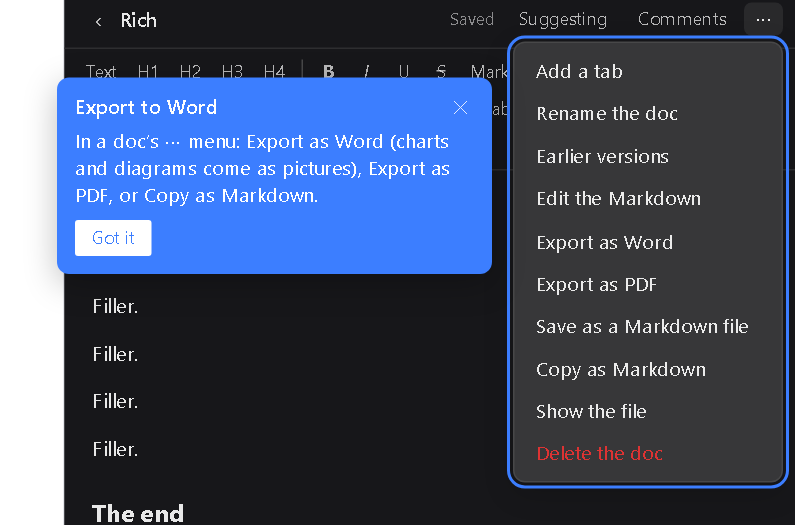 ‹ Rich Saved Suggesting Comments ···
Text H1 H2 H3 H4 B I U S Mark
Export to Word
In a doc’s ··· menu: Export as Word (charts
and diagrams come as pictures), Export as
PDF, or Copy as Markdown.
Got it
Add a tab
Rename the doc
Earlier versions
Edit the Markdown
Export as Word
Export as PDF
Save as a Markdown file
Copy as Markdown
Show the file
Delete the doc
Filler.
Filler.
Filler.
Filler.
The end